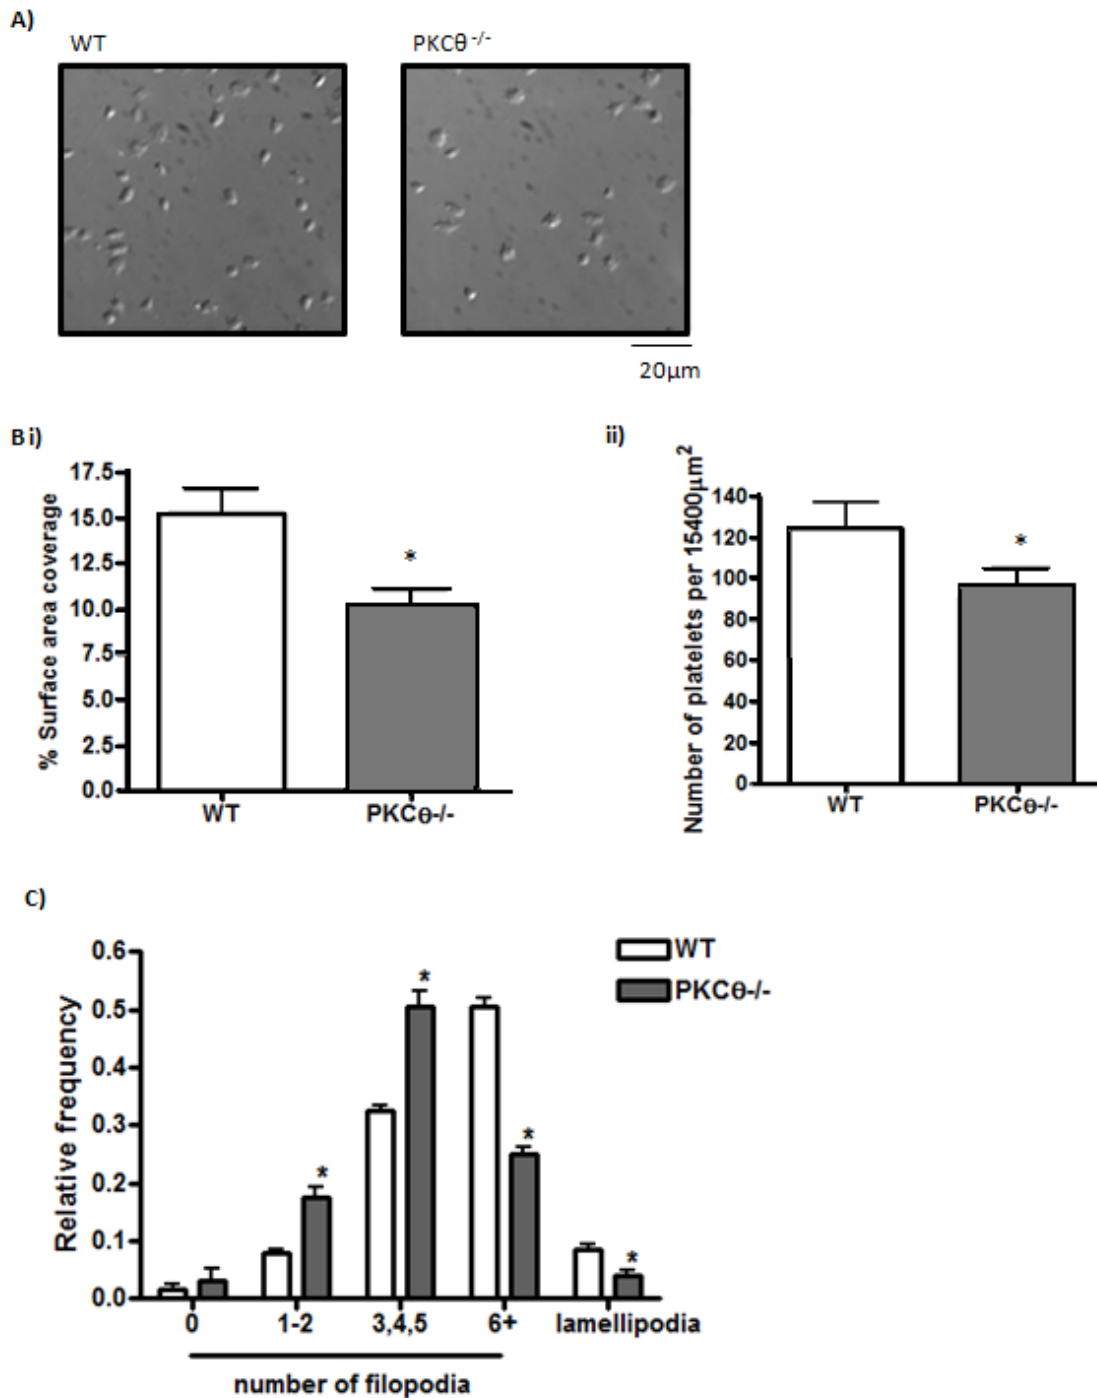 A)
WT
PKCθ-/-
20µm
B i)
% Surface area coverage
17.5
15.0
12.5
10.0
7.5
5.0
2.5
0.0
*
WT
PKCθ-/-
ii)
Number of platelets per 15400µm2
140
120
100
80
60
40
20
0
*
WT
PKCθ-/-
C)
Relative frequency
0.6
0.5
0.4
0.3
0.2
0.1
0.0
*
*
*
*
WT
PKCθ-/-
0 1-2 3,4,5 6+ lamellipodia
number of filopodia